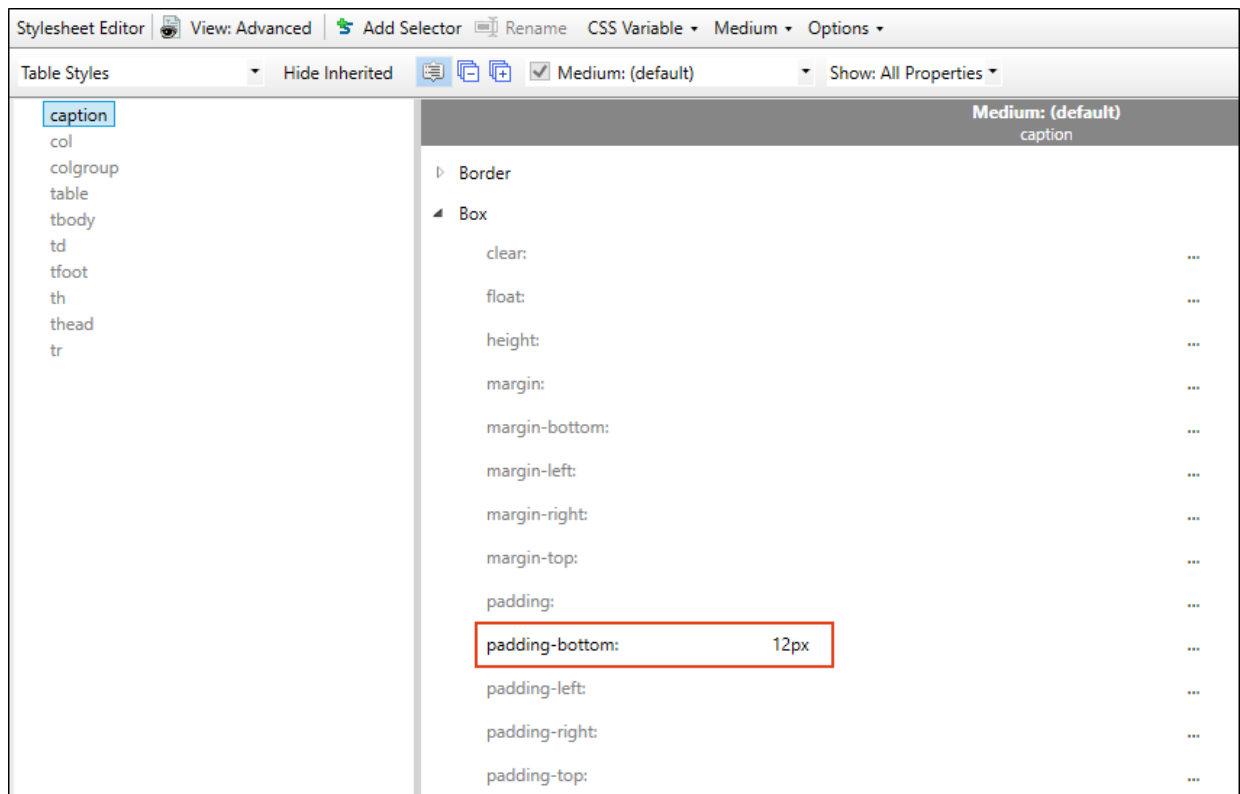 Stylesheet Editor View: Advanced Add Selector Rename CSS Variable Medium Options
Table Styles Hide Inherited Medium: (default) Show: All Properties
caption
col
colgroup
table
tbody
td
tfoot
th
thead
tr
Medium: (default)
caption
Border
Box
clear: ...
float: ...
height: ...
margin: ...
margin-bottom: ...
margin-left: ...
margin-right: ...
margin-top: ...
padding: ...
padding-bottom: 12px ...
padding-left: ...
padding-right: ...
padding-top: ...